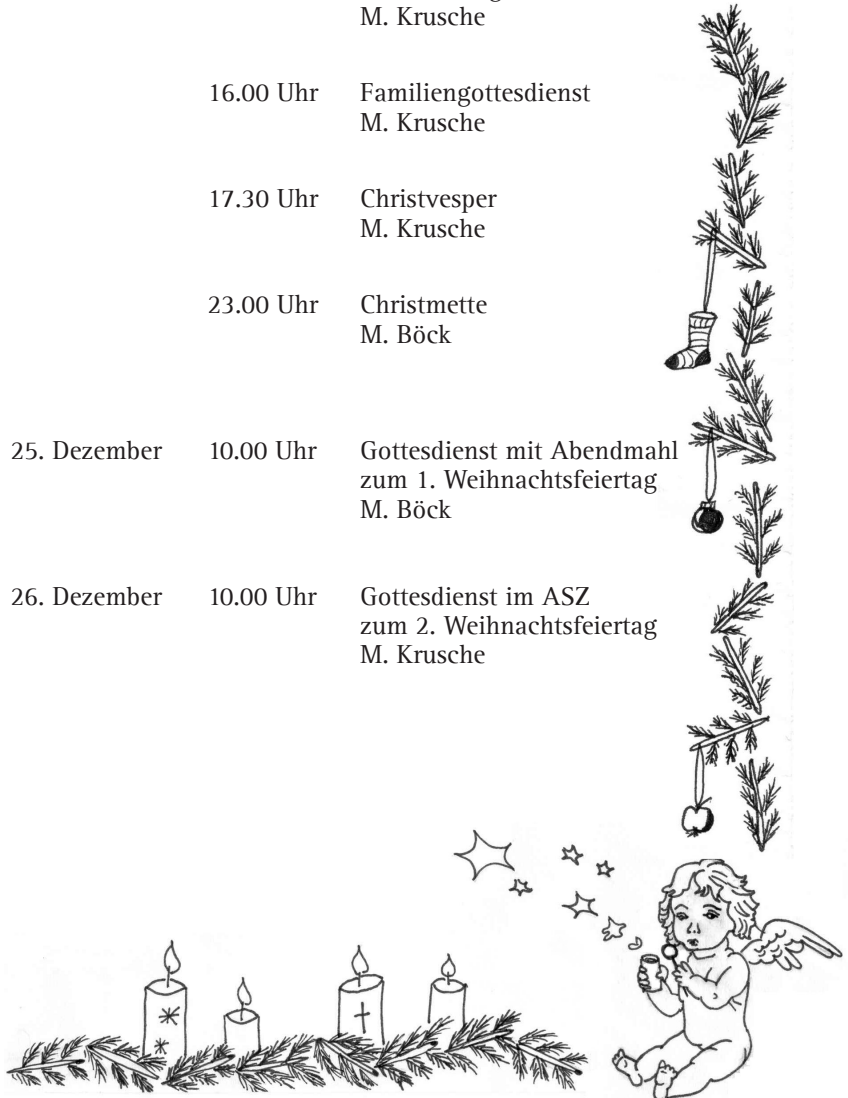 M. Krusche
16.00 Uhr Familiengottesdienst
M. Krusche
17.30 Uhr Christvesper
M. Krusche
23.00 Uhr Christmette
M. Böck
25. Dezember 10.00 Uhr Gottesdienst mit Abendmahl
zum 1. Weihnachtsfeiertag
M. Böck
26. Dezember 10.00 Uhr Gottesdienst im ASZ
zum 2. Weihnachtsfeiertag
M. Krusche